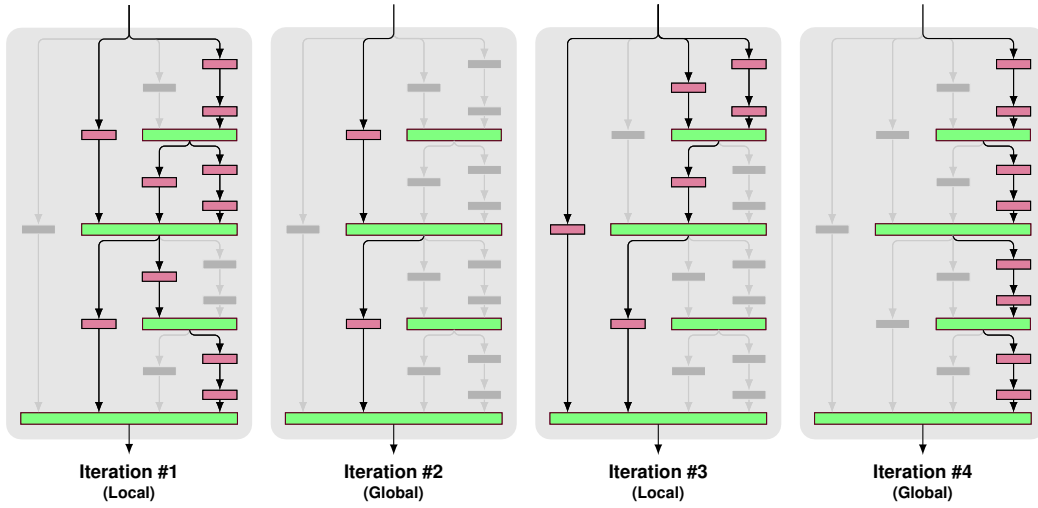 Iteration #1
(Local)
Iteration #2
(Global)
Iteration #3
(Local)
Iteration #4
(Global)